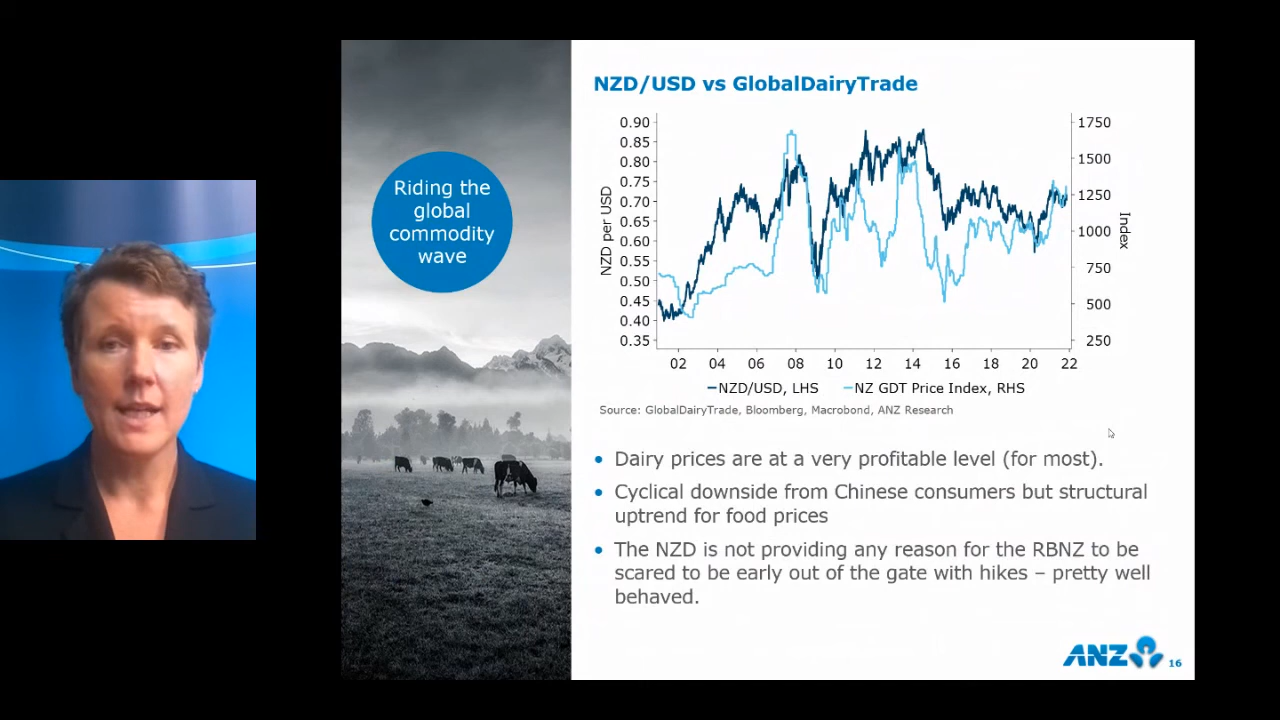 Riding the
global
commodity
wave
NZD/USD vs GlobalDairyTrade
0.90
0.85
0.80
0.75
0.70
0.65
0.60
0.55
0.50
0.45
0.40
0.35
NZD per USD
1750
1500
1250
1000
750
500
250
Index
02 04 06 08 10 12 14 16 18 20 22
NZD/USD, LHS NZ GDT Price Index, RHS
Source: GlobalDairyTrade, Bloomberg, Macrobond, ANZ Research
• Dairy prices are at a very profitable level (for most).
• Cyclical downside from Chinese consumers but structural
uptrend for food prices
• The NZD is not providing any reason for the RBNZ to be
scared to be early out of the gate with hikes – pretty well
behaved.
ANZ
16